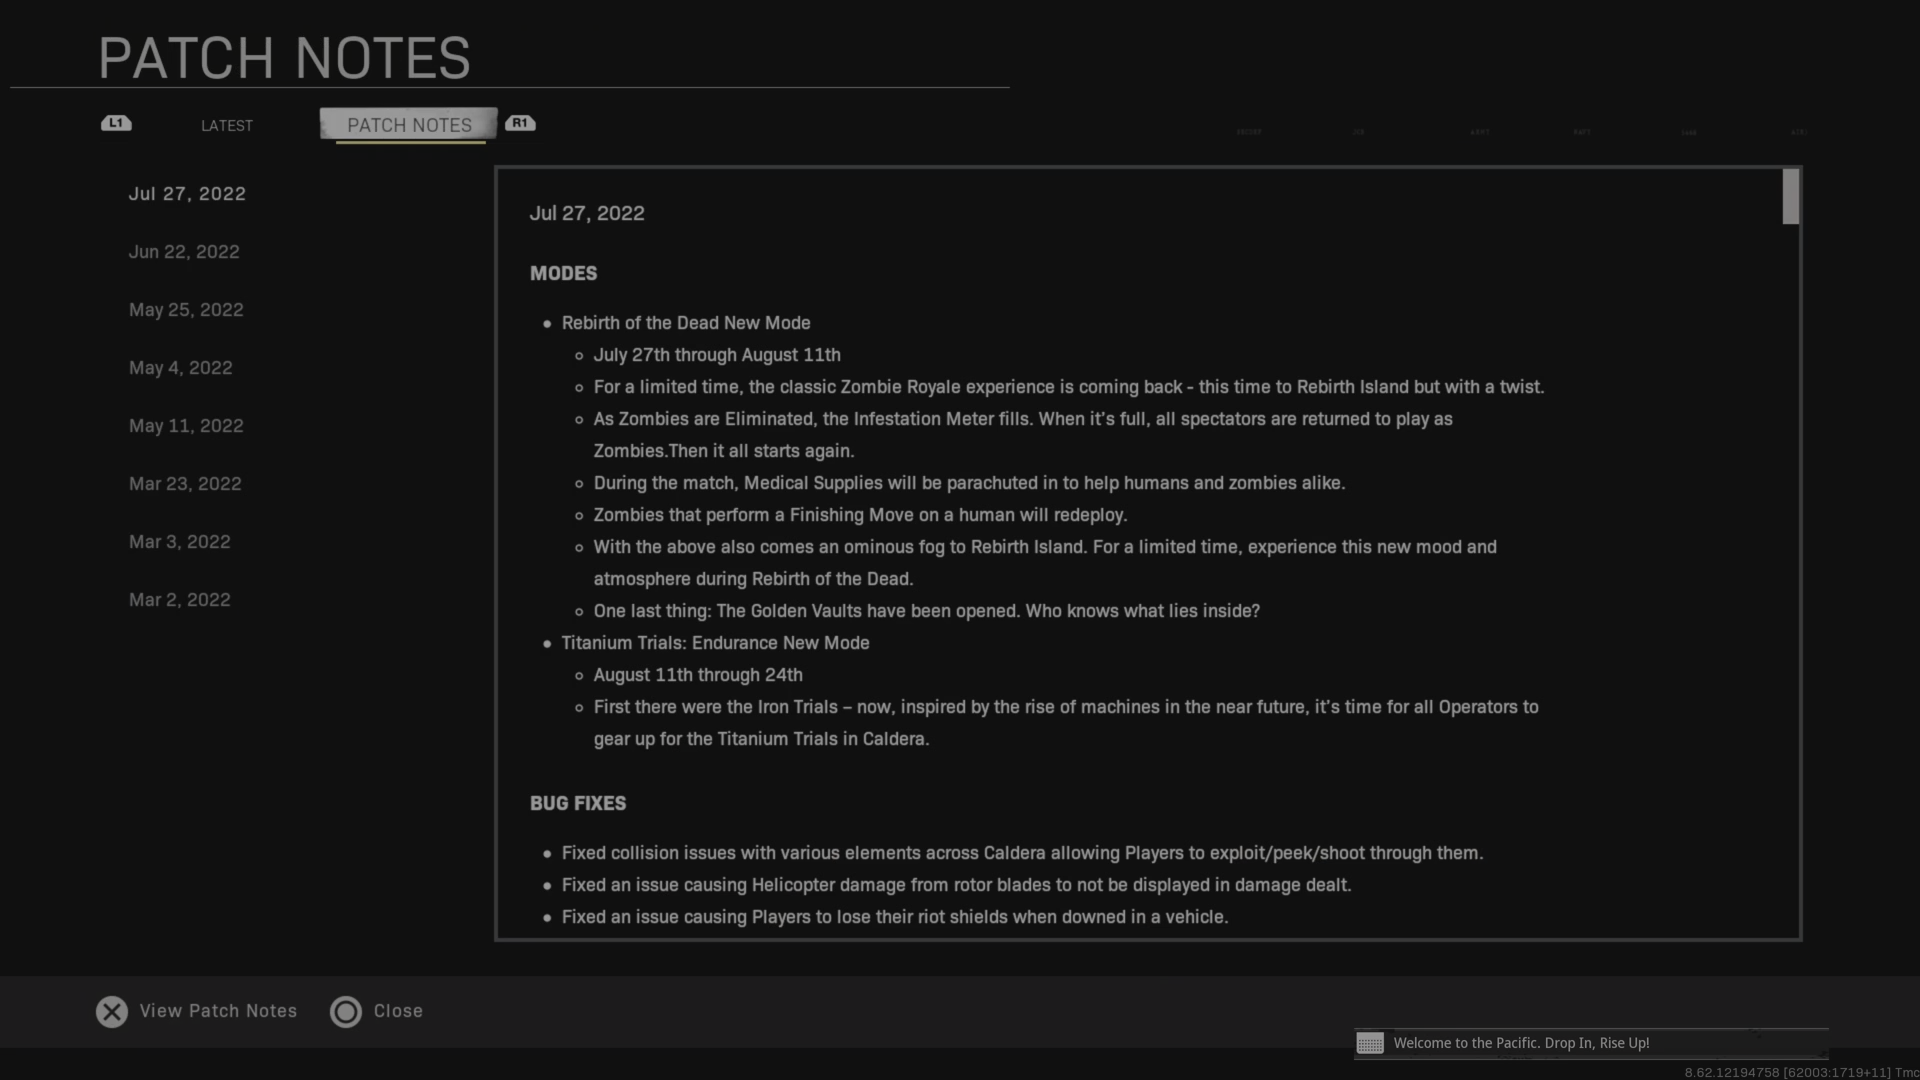 PATCH NOTES
L1
LATEST
PATCH NOTES
R1
Jul 27, 2022
Jun 22, 2022
May 25, 2022
May 4, 2022
May 11, 2022
Mar 23, 2022
Mar 3, 2022
Mar 2, 2022
Jul 27, 2022
MODES
● Rebirth of the Dead New Mode
○ July 27th through August 11th
○ For a limited time, the classic Zombie Royale experience is coming back - this time to Rebirth Island but with a twist.
○ As Zombies are Eliminated, the Infestation Meter fills. When it's full, all spectators are returned to play as
Zombies.Then it all starts again.
○ During the match, Medical Supplies will be parachuted in to help humans and zombies alike.
○ Zombies that perform a Finishing Move on a human will redeploy.
○ With the above also comes an ominous fog to Rebirth Island. For a limited time, experience this new mood and
atmosphere during Rebirth of the Dead.
○ One last thing: The Golden Vaults have been opened. Who knows what lies inside?
● Titanium Trials: Endurance New Mode
○ August 11th through 24th
○ First there were the Iron Trials – now, inspired by the rise of machines in the near future, it's time for all Operators to
gear up for the Titanium Trials in Caldera.
BUG FIXES
● Fixed collision issues with various elements across Caldera allowing Players to exploit/peek/shoot through them.
● Fixed an issue causing Helicopter damage from rotor blades to not be displayed in damage dealt.
● Fixed an issue causing Players to lose their riot shields when downed in a vehicle.
View Patch Notes
Close
Welcome to the Pacific. Drop In, Rise Up!
8.62.12194758 [62003:1719+11] Tmc